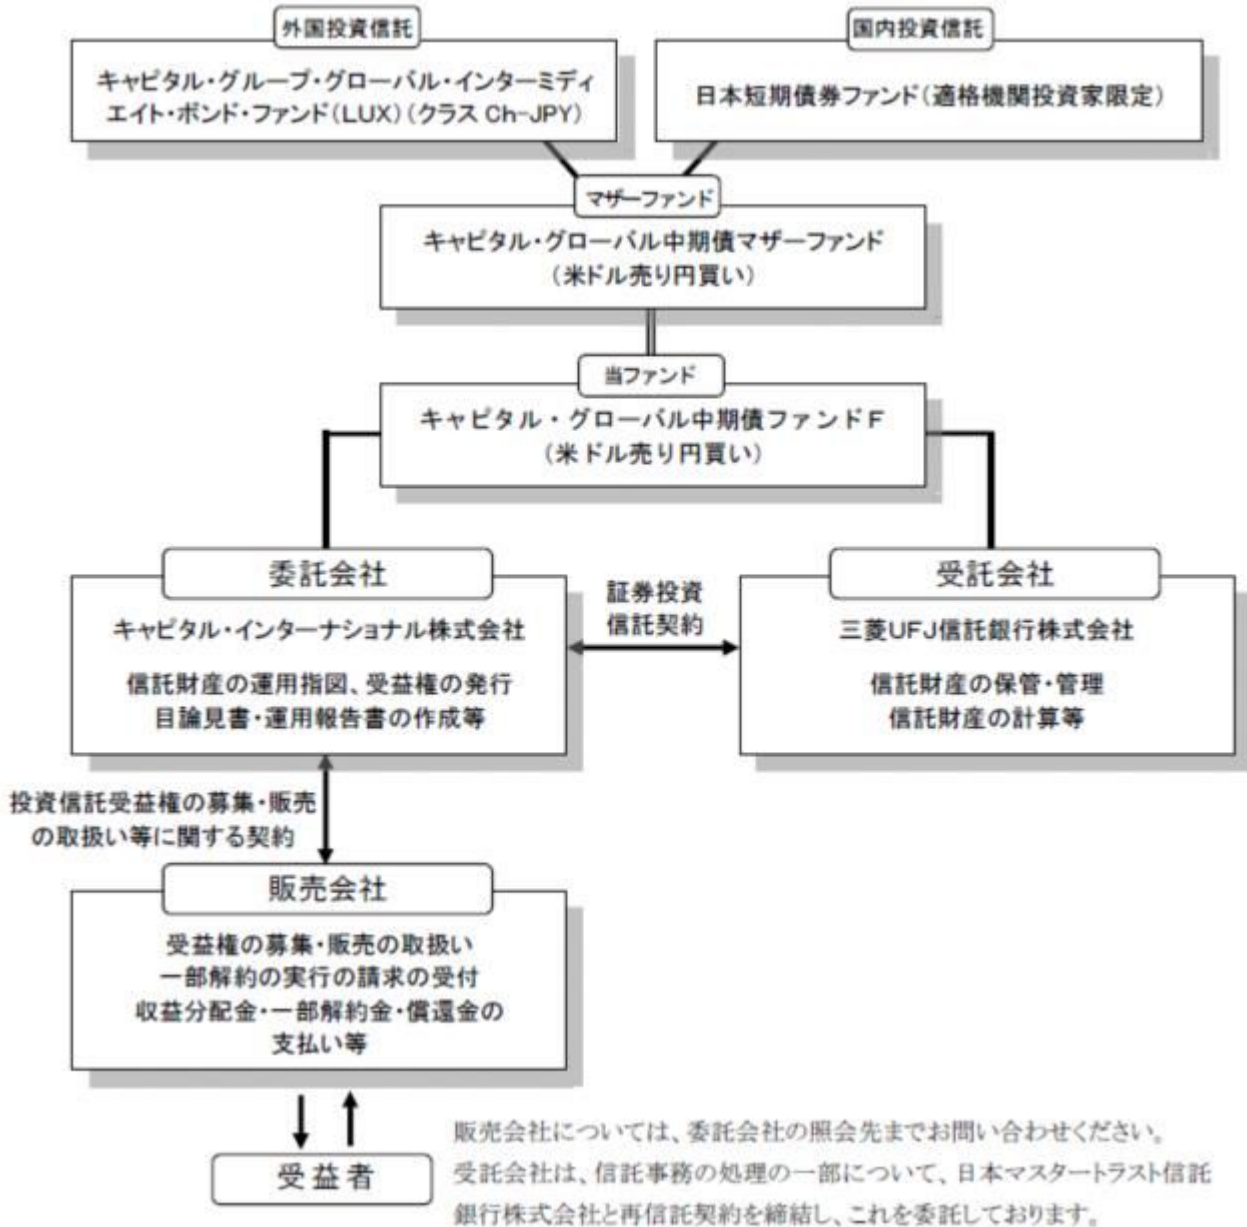 外国投資信託
キャピタル・グループ・グローバル・インターミディ
エイト・ボンド・ファンド(LUX)(クラス Ch-JPY)
国内投資信託
日本短期債券ファンド(適格機関投資家限定)
マザーファンド
キャピタル・グローバル中期債マザーファンド
(米ドル売り円買い)
当ファンド
キャピタル・グローバル中期債ファンドF
(米ドル売り円買い)
委託会社
キャピタル・インターナショナル株式会社
信託財産の運用指図、受益権の発行
目論見書・運用報告書の作成等
証券投資
信託契約
受託会社
三菱UFJ信託銀行株式会社
信託財産の保管・管理
信託財産の計算等
投資信託受益権の募集・販売
の取扱い等に関する契約
販売会社
受益権の募集・販売の取扱い
一部解約の実行の請求の受付
収益分配金・一部解約金・償還金の
支払い等
受益者
販売会社については、委託会社の照会先までお問い合わせください。
受託会社は、信託事務の処理の一部について、日本マスタートラスト信託
銀行株式会社と再信託契約を締結し、これを委託しております。